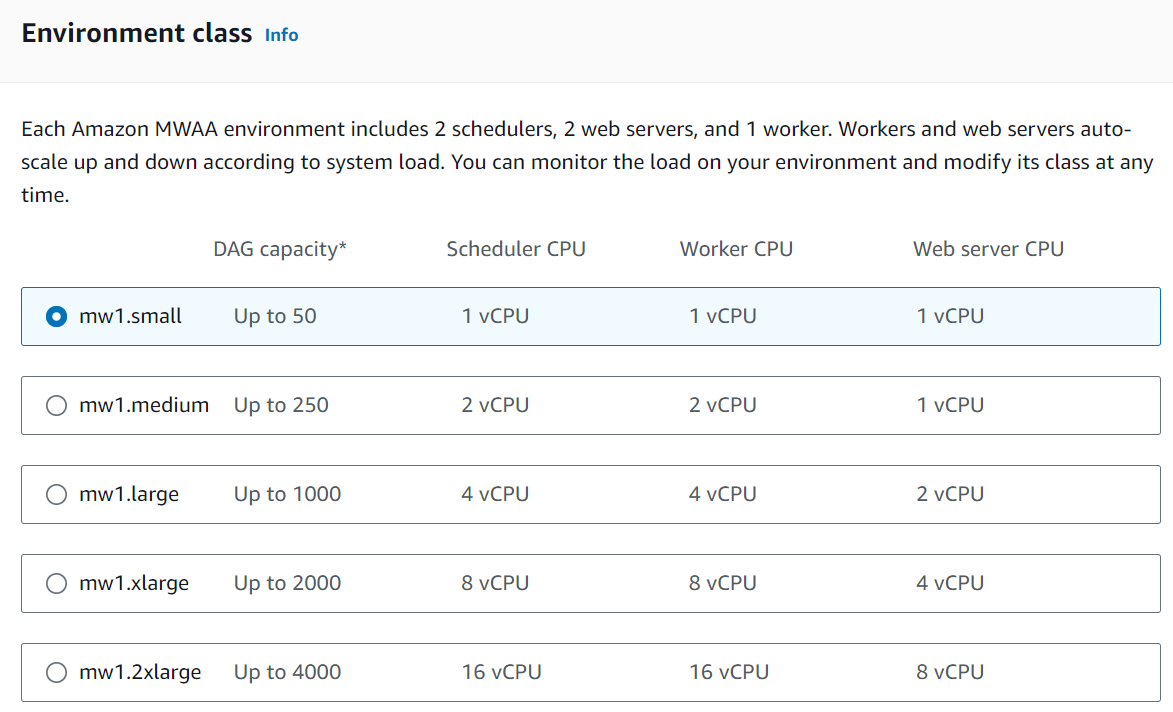 Environment class Info
Each Amazon MWAA environment includes 2 schedulers, 2 web servers, and 1 worker. Workers and web servers auto-
scale up and down according to system load. You can monitor the load on your environment and modify its class at any
time.
DAG capacity* Scheduler CPU Worker CPU Web server CPU
mw1.small Up to 50 1 vCPU 1 vCPU 1 vCPU
mw1.medium Up to 250 2 vCPU 2 vCPU 1 vCPU
mw1.large Up to 1000 4 vCPU 4 vCPU 2 vCPU
mw1.xlarge Up to 2000 8 vCPU 8 vCPU 4 vCPU
mw1.2xlarge Up to 4000 16 vCPU 16 vCPU 8 vCPU